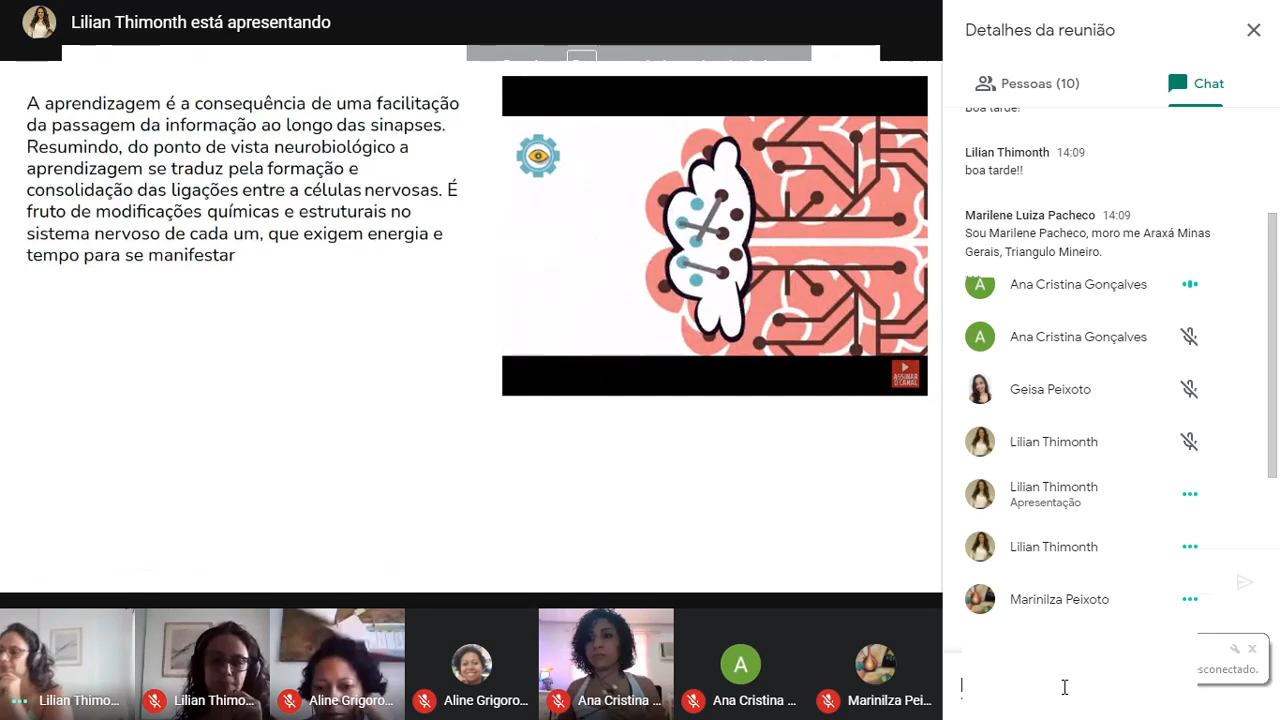 Lilian Thimonth está apresentando
A aprendizagem é a consequência de uma facilitação
da passagem da informação ao longo das sinapses.
Resumindo, do ponto de vista neurobiológico a
aprendizagem se traduz pela formação e
consolidação das ligações entre a células nervosas. É
fruto de modificações químicas e estruturais no
sistema nervoso de cada um, que exigem energia e
tempo para se manifestar
ASSINAR
O CANAL
Lilian Thimo...
Lilian Thimo...
Aline Grigoro...
Aline Grigoro...
Ana Cristina ...
Ana Cristina ...
Marinilza Pei...
A
Detalhes da reunião
Pessoas (10)
Chat
Boa tarde!
Lilian Thimonth 14:09
boa tarde!!
Marilene Luiza Pacheco 14:09
Sou Marilene Pacheco, moro me Araxá Minas
Gerais, Triangulo Mineiro.
A Ana Cristina Gonçalves
A Ana Cristina Gonçalves
Geisa Peixoto
Lilian Thimonth
Lilian Thimonth
Apresentação
Lilian Thimonth
Marinilza Peixoto
esconectado.